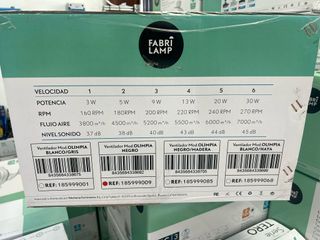 FABRI
LAMP
VELOCIDAD 1 2 3 4 5 6
POTENCIA 3 W 5 W 9 W 13 W 20 W 30 W
RPM 160 RPM 180RPM 200 RPM 220 RPM 240 RPM 270 RPM
FLUJO AIRE 3800 m³/h 4500 m³/h 5200 m³/h 5500 m³/h 6000 m³/h 7000 m³/h
NIVEL SONIDO 37 dB 38 dB 40 dB 43 dB 44 dB 45 dB
Ventilador Mod.OLIMPIA
BLANCO/GRIS
REF: 185999001
Ventilador Mod.OLIMPIA
NEGRO
REF: 185999009
Ventilador Mod.OLIMPIA
NEGRO/MADERA
REF: 185999085
Ventilador Mod.OLIMPIA
BLANCO/HAYA
REF: 185999068
Serie